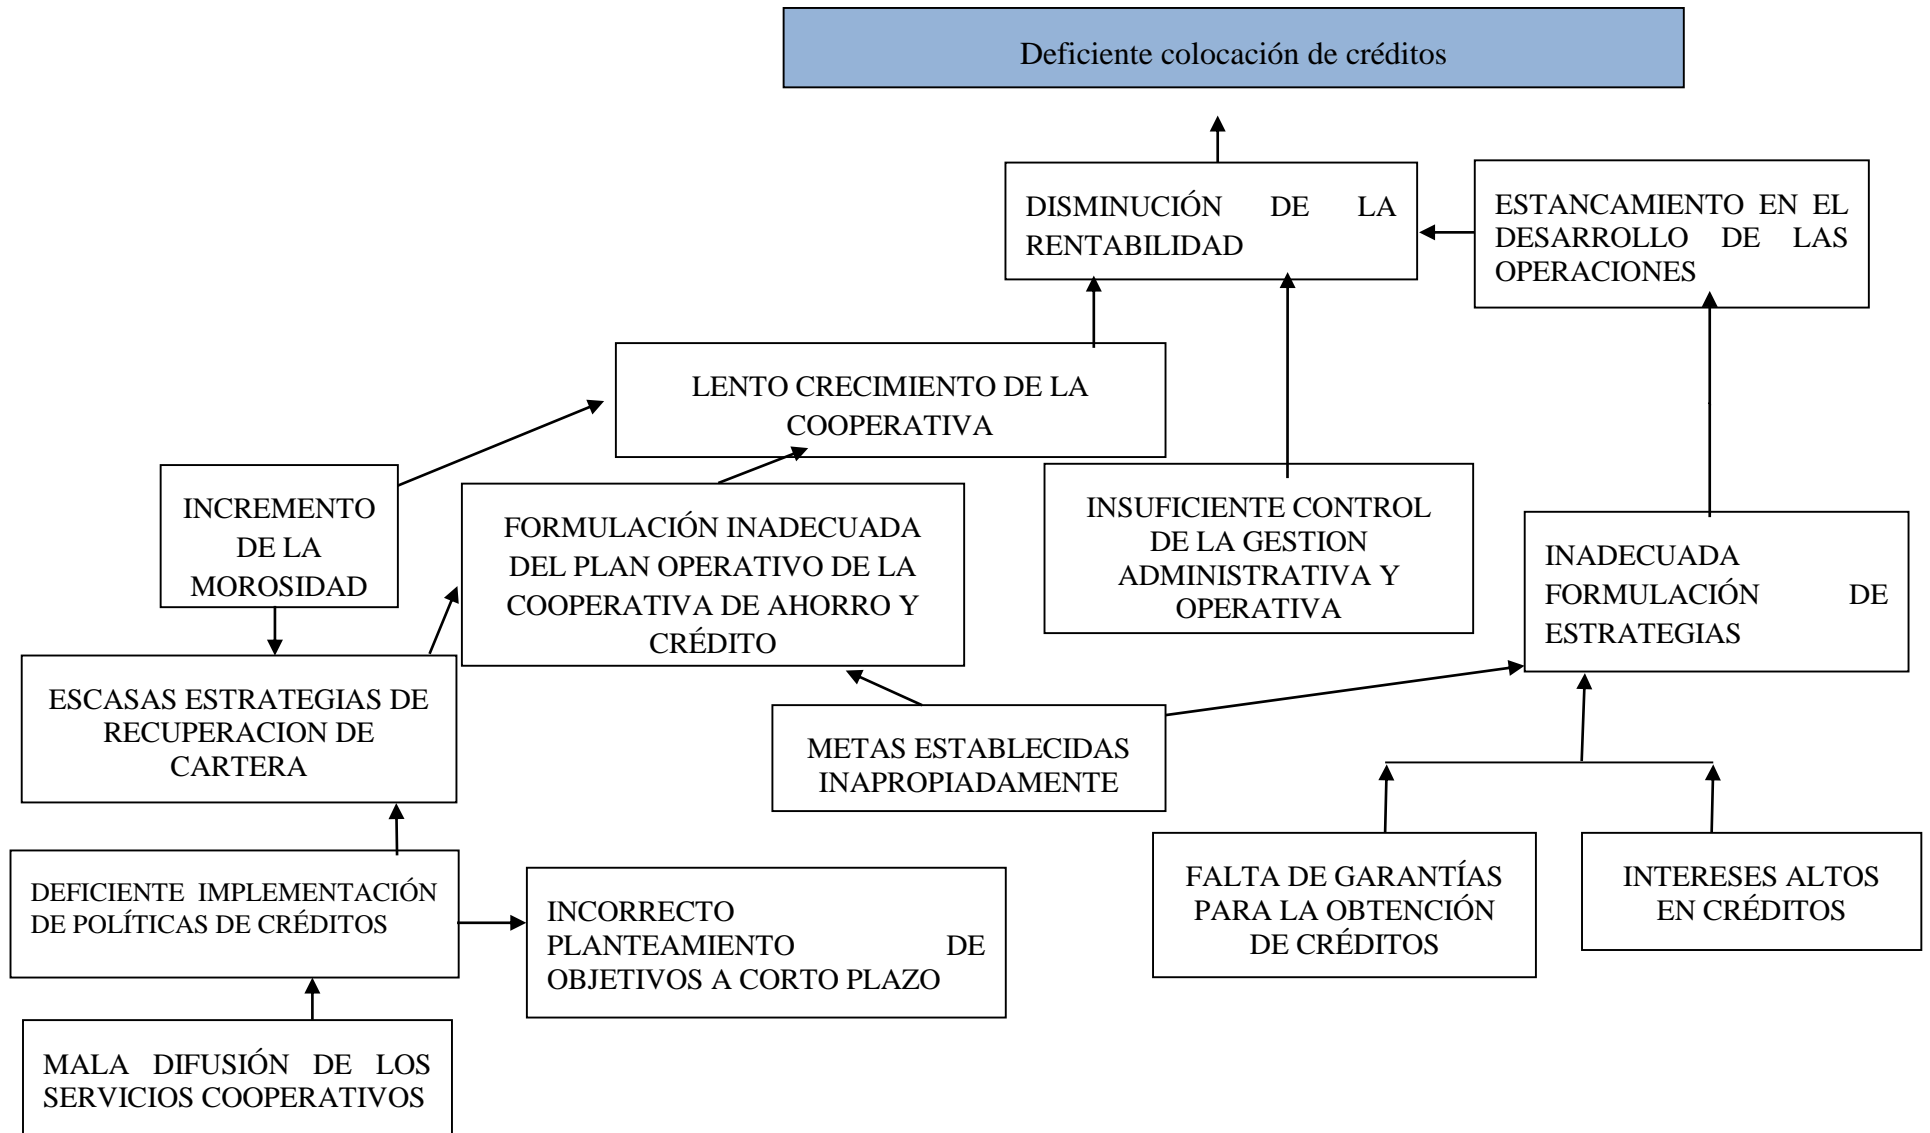 Deficiente colocación de créditos
DISMINUCIÓN DE LA
RENTABILIDAD
ESTANCAMIENTO EN EL
DESARROLLO DE LAS
OPERACIONES
LENTO CRECIMIENTO DE LA
COOPERATIVA
INCREMENTO
DE LA
MOROSIDAD
FORMULACIÓN INADECUADA
DEL PLAN OPERATIVO DE LA
COOPERATIVA DE AHORRO Y
CRÉDITO
INSUFICIENTE CONTROL
DE LA GESTION
ADMINISTRATIVA Y
OPERATIVA
INADECUADA
FORMULACIÓN DE
ESTRATEGIAS
ESCASAS ESTRATEGIAS DE
RECUPERACION DE
CARTERA
METAS ESTABLECIDAS
INAPROPIADAMENTE
DEFICIENTE IMPLEMENTACIÓN
DE POLÍTICAS DE CRÉDITOS
INCORRECTO
PLANTEAMIENTO DE
OBJETIVOS A CORTO PLAZO
FALTA DE GARANTÍAS
PARA LA OBTENCIÓN
DE CRÉDITOS
INTERESES ALTOS
EN CRÉDITOS
MALA DIFUSIÓN DE LOS
SERVICIOS COOPERATIVOS